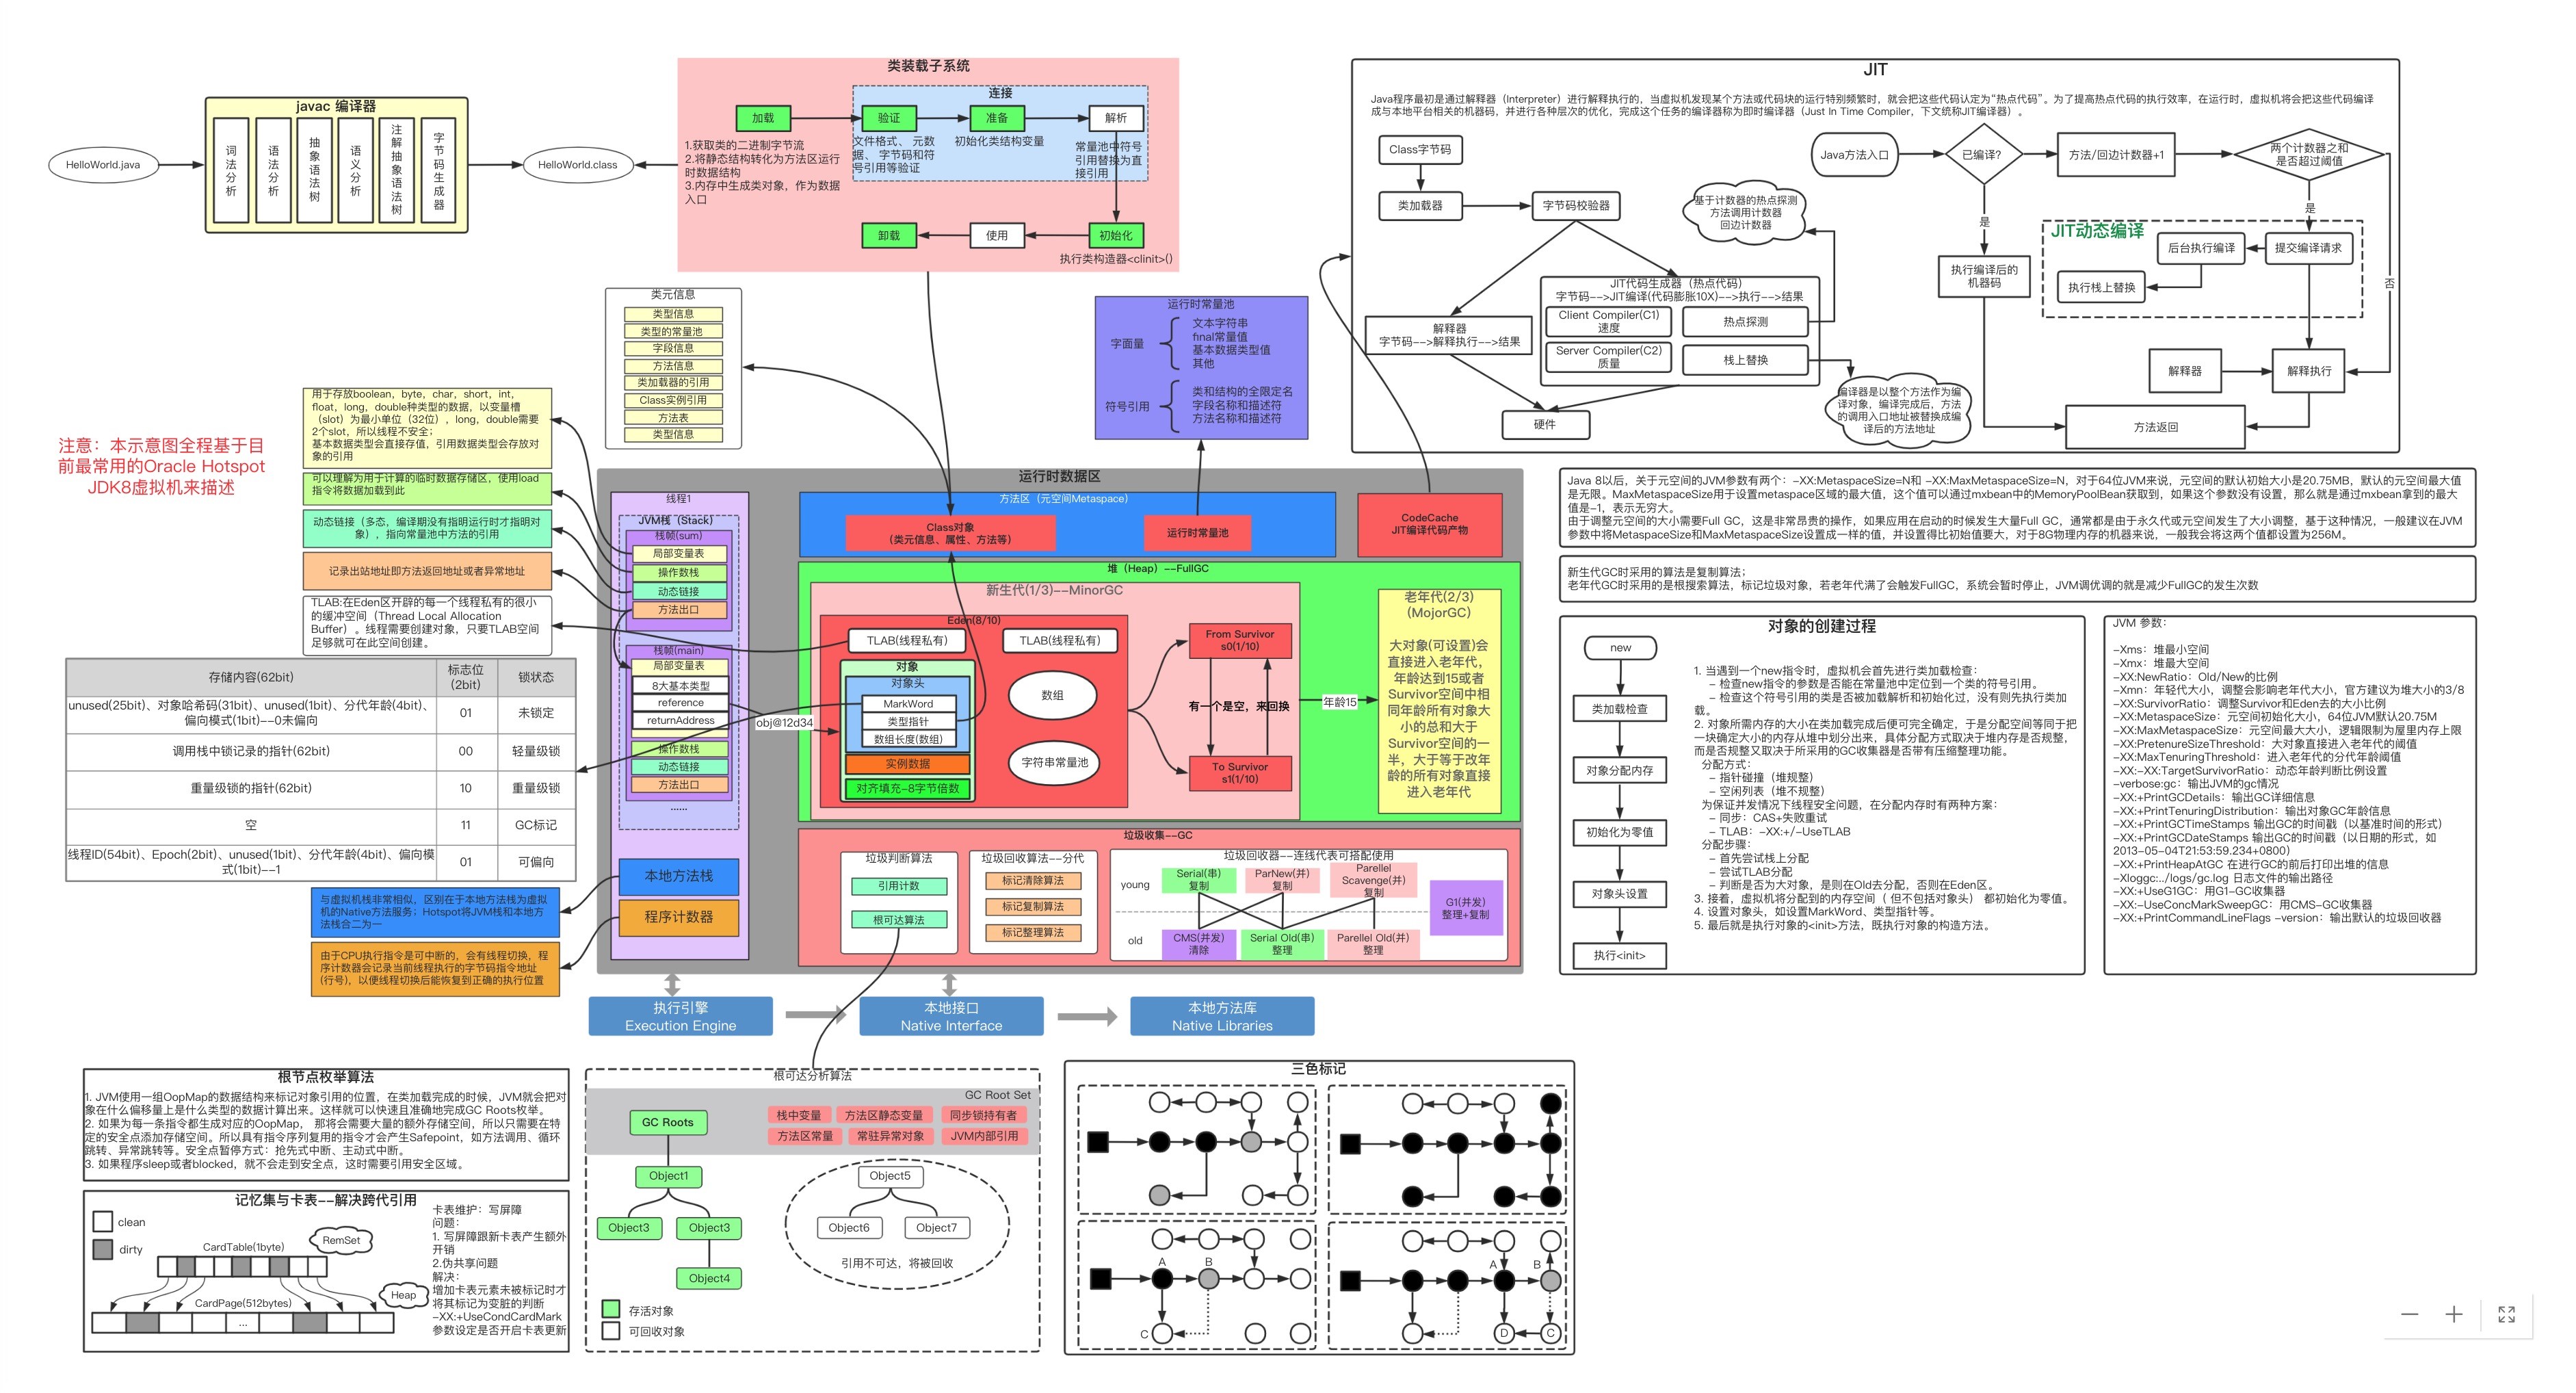 javac 编译器
词法分析
语法分析
抽象语法树
语义分析
注解抽象语法树
字节码生成器
HelloWorld.java
HelloWorld.class
类装载子系统
连接
加载
验证
准备
解析
1.获取类的二进制字节流
2.将静态结构转化为方法区运行
时数据结构
3.内存中生成类对象，作为数据
入口
文件格式、元数
据、字节码和符
号引用等验证
初始化类结构变量
常量池中符号
引用替换为直
接引用
卸载
使用
初始化
执行类构造器<clinit>()
JIT
Java程序最初是通过解释器（Interpreter）进行解释执行的，当虚拟机发现某个方法或代码块的运行特别频繁时，就会把这些代码认定为“热点代码”。为了提高热点代码的执行效率，在运行时，虚拟机将会把这些代码编译
成与本地平台相关的机器码，并进行各种层次的优化，完成这个任务的编译器称为即时编译器（Just In Time Compiler，下文统称JIT编译器）。
Class字节码
类加载器
字节码校验器
基于计数器的热点探测
方法调用计数器
回边计数器
JIT代码生成器（热点代码）
字节码-->JIT编译(代码膨胀10X)-->执行-->结果
Client Compiler(C1)
速度
热点探测
Server Compiler(C2)
质量
栈上替换
解释器
字节码-->解释执行-->结果
硬件
编译器是以整个方法作为编
译对象，编译完成后，方法
的调用入口地址被替换成编
译后的方法地址
Java方法入口
已编译?
方法/回边计数器+1
两个计数器之和
是否超过阈值
是
是
否
JIT动态编译
后台执行编译
提交编译请求
执行栈上替换
执行编译后的
机器码
解释器
解释执行
方法返回
类元信息
类型信息
类型的常量池
字段信息
方法信息
类加载器的引用
Class实例引用
方法表
类型信息
运行时常量池
字面量
文本字符串
final常量值
基本数据类型值
其他
符号引用
类和结构的全限定名
字段名称和描述符
方法名称和描述符
注意：本示意图全程基于目
前最常用的Oracle Hotspot
JDK8虚拟机来描述
用于存放boolean，byte，char，short，int，
float，long，double种类型的数据，以变量槽
（slot）为最小单位（32位），long，double需要
2个slot，所以线程不安全；
基本数据类型会直接存值，引用数据类型会存放对
象的引用
可以理解为用于计算的临时数据存储区，使用load
指令将数据加载到此
动态链接（多态，编译期没有指明运行时才指明对
象），指向常量池中方法的引用
记录出站地址即方法返回地址或者异常地址
TLAB:在Eden区开辟的每一个线程私有的很小
的缓冲空间（Thread Local Allocation
Buffer）。线程需要创建对象，只要TLAB空间
足够就可在此空间创建。
存储内容(62bit)
标志位
(2bit)
锁状态
unused(25bit)、对象哈希码(31bit)、unused(1bit)、分代年龄(4bit)、
偏向模式(1bit)--0未偏向
01
未锁定
调用栈中锁记录的指针(62bit)
00
轻量级锁
重量级锁的指针(62bit)
10
重量级锁
空
11
GC标记
线程ID(54bit)、Epoch(2bit)、unused(1bit)、分代年龄(4bit)、偏向模
式(1bit)--1
01
可偏向
与虚拟机栈非常相似，区别在于本地方法栈为虚拟
机的Native方法服务；Hotspot将JVM栈和本地方
法栈合二为一
由于CPU执行指令是可中断的，会有线程切换，程
序计数器会记录当前线程执行的字节码指令地址
(行号)，以便线程切换后能恢复到正确的执行位置
运行时数据区
线程1
JVM栈（Stack）
栈帧(sum)
局部变量表
操作数栈
动态链接
方法出口
栈帧(main)
局部变量表
8大基本类型
reference
returnAddress
操作数栈
动态链接
方法出口
......
本地方法栈
程序计数器
obj@12d34
方法区（元空间Metaspace）
Class对象
（类元信息、属性、方法等）
运行时常量池
CodeCache
JIT编译代码产物
堆（Heap）--FullGC
新生代(1/3)--MinorGC
Eden(8/10)
TLAB(线程私有)
TLAB(线程私有)
对象
对象头
MarkWord
类型指针
数组长度(数组)
实例数据
对齐填充-8字节倍数
数组
字符串常量池
From Survivor
s0(1/10)
有一个是空，来回换
To Survivor
s1(1/10)
年龄15
老年代(2/3)
(MojorGC)
大对象(可设置)会
直接进入老年代，
年龄达到15或者
Survivor空间中相
同年龄所有对象大
小的总和大于
Survivor空间的一
半，大于等于改年
龄的所有对象直接
进入老年代
垃圾收集--GC
垃圾判断算法
引用计数
根可达算法
垃圾回收算法--分代
标记清除算法
标记复制算法
标记整理算法
垃圾回收器--连线代表可搭配使用
young
Serial(串)
复制
ParNew(并)
复制
Parellel
Scavenge(并)
复制
G1(并发)
整理+复制
old
CMS(并发)
清除
Serial Old(串)
整理
Parellel Old(并)
整理
执行引擎
Execution Engine
本地接口
Native Interface
本地方法库
Native Libraries
Java 8以后，关于元空间的JVM参数有两个：-XX:MetaspaceSize=N和 -XX:MaxMetaspaceSize=N，对于64位JVM来说，元空间的默认初始大小是20.75MB，默认的元空间最大值
是无限。MaxMetaspaceSize用于设置metaspace区域的最大值，这个值可以通过mxbean中的MemoryPoolBean获取到，如果这个参数没有设置，那么就是通过mxbean拿到的最大
值是-1，表示无穷大。
由于调整元空间的大小需要Full GC，这是非常昂贵的操作，如果应用在启动的时候发生大量Full GC，通常都是由于永久代或元空间发生了大小调整，基于这种情况，一般建议在JVM
参数中将MetaspaceSize和MaxMetaspaceSize设置成一样的值，并设置得比初始值要大，对于8G物理内存的机器来说，一般我会将这两个值都设置为256M。
新生代GC时采用的算法是复制算法；
老年代GC时采用的是根搜索算法，标记垃圾对象，若老年代满了会触发FullGC，系统会暂时停止，JVM调优调的就是减少FullGC的发生次数
对象的创建过程
new
类加载检查
对象分配内存
初始化为零值
对象头设置
执行<init>
1. 当遇到一个new指令时，虚拟机会首先进行类加载检查：
- 检查new指令的参数是否能在常量池中定位到一个类的符号引用。
- 检查这个符号引用的类是否被加载解析和初始化过，没有则先执行类加
载。
2. 对象所需内存的大小在类加载完成后便可完全确定，于是分配空间等同于把
一块确定大小的内存从堆中划分出来，具体分配方式取决于堆内存是否规整，
而是否规整又取决于所采用的GC收集器是否带有压缩整理功能。
分配方式：
- 指针碰撞（堆规整）
- 空闲列表（堆不规整）
为保证并发情况下线程安全问题，在分配内存时有两种方案：
- 同步：CAS+失败重试
- TLAB：-XX:+/-UseTLAB
分配步骤：
- 首先尝试栈上分配
- 尝试TLAB分配
- 判断是否为大对象，是则在Old去分配，否则在Eden区。
3. 接着，虚拟机将分配到的内存空间（ 但不包括对象头） 都初始化为零值。
4. 设置对象头，如设置MarkWord、类型指针等。
5. 最后就是执行对象的<init>方法，既执行对象的构造方法。
JVM 参数：
-Xms：堆最小空间
-Xmx：堆最大空间
-XX:NewRatio：Old/New的比例
-Xmn：年轻代大小，调整会影响老年代大小，官方建议为堆大小的3/8
-XX:SurvivorRatio：调整Survivor和Eden去的大小比例
-XX:MetaspaceSize：元空间初始化大小，64位JVM默认20.75M
-XX:MaxMetaspaceSize：元空间最大大小，逻辑限制为屋里内存上限
-XX:PretenureSizeThreshold：大对象直接进入老年代的阈值
-XX:MaxTenuringThreshold：进入老年代的分代年龄阈值
-XX:-XX:TargetSurvivorRatio：动态年龄判断比例设置
-verbose:gc：输出JVM的gc情况
-XX:+PrintGCDetails：输出GC详细信息
-XX:+PrintTenuringDistribution：输出对象GC年龄信息
-XX:+PrintGCTimeStamps 输出GC的时间戳（以基准时间的形式）
-XX:+PrintGCDateStamps 输出GC的时间戳（以日期的形式，如
2013-05-04T21:53:59.234+0800）
-XX:+PrintHeapAtGC 在进行GC的前后打印出堆的信息
-Xloggc:../logs/gc.log 日志文件的输出路径
-XX:+UseG1GC：用G1-GC收集器
-XX:-UseConcMarkSweepGC：用CMS-GC收集器
-XX:+PrintCommandLineFlags -version：输出默认的垃圾回收器
根节点枚举算法
1. JVM使用一组OopMap的数据结构来标记对象引用的位置，在类加载完成的时候，JVM就会把对
象在什么偏移量上是什么类型的数据计算出来。这样就可以快速且准确地完成GC Roots枚举。
2. 如果为每一条指令都生成对应的OopMap， 那将会需要大量的额外存储空间，所以只需要在特
定的安全点添加存储空间。所以具有指令序列复用的指令才会产生Safepoint，如方法调用、循环
跳转、异常跳转等。安全点暂停方式：抢先式中断、主动式中断。
3. 如果程序sleep或者blocked，就不会走到安全点，这时需要引用安全区域。
记忆集与卡表--解决跨代引用
clean
dirty
CardTable(1byte)
RemSet
CardPage(512bytes)
Heap
...
卡表维护：写屏障
问题：
1. 写屏障跟新卡表产生额外
开销
2.伪共享问题
解决：
增加卡表元素未被标记时才
将其标记为变脏的判断
-XX:+UseCondCardMark
参数设定是否开启卡表更新
根可达分析算法
GC Root Set
GC Roots
栈中变量
方法区静态变量
同步锁持有者
方法区常量
常驻异常对象
JVM内部引用
Object1
Object3
Object3
Object4
Object5
Object6
Object7
引用不可达，将被回收
存活对象
可回收对象
三色标记
A
B
C
A
B
D
C